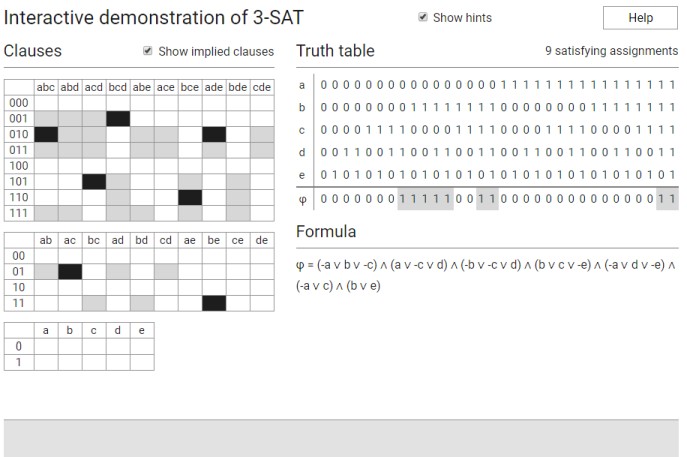 Interactive demonstration of 3-SAT
Show hints
Help
Clauses
Show implied clauses
abc abd acd bcd abe ace bce ade bde cde
000
001
010
011
100
101
110
111
ab ac bc ad bd cd ae be ce de
00
01
10
11
a b c d e
0
1
Truth table
9 satisfying assignments
a 0 0 0 0 0 0 0 0 0 0 0 0 0 0 0 0 1 1 1 1 1 1 1 1 1 1 1 1 1 1 1 1
b 0 0 0 0 0 0 0 0 1 1 1 1 1 1 1 1 0 0 0 0 0 0 0 0 1 1 1 1 1 1 1 1
c 0 0 0 0 1 1 1 1 0 0 0 0 1 1 1 1 0 0 0 0 1 1 1 1 0 0 0 0 1 1 1 1
d 0 0 1 1 0 0 1 1 0 0 1 1 0 0 1 1 0 0 1 1 0 0 1 1 0 0 1 1 0 0 1 1
e 0 1 0 1 0 1 0 1 0 1 0 1 0 1 0 1 0 1 0 1 0 1 0 1 0 1 0 1 0 1 0 1
φ 0 0 0 0 0 0 0 1 1 1 1 1 0 0 1 1 0 0 0 0 0 0 0 0 0 0 0 0 0 0 1 1
Formula
φ = (-a ∨ b ∨ -c) ∧ (a ∨ -c ∨ d) ∧ (-b ∨ -c ∨ d) ∧ (b ∨ c ∨ -e) ∧ (-a ∨ d ∨ -e) ∧
(-a ∨ c) ∧ (b ∨ e)